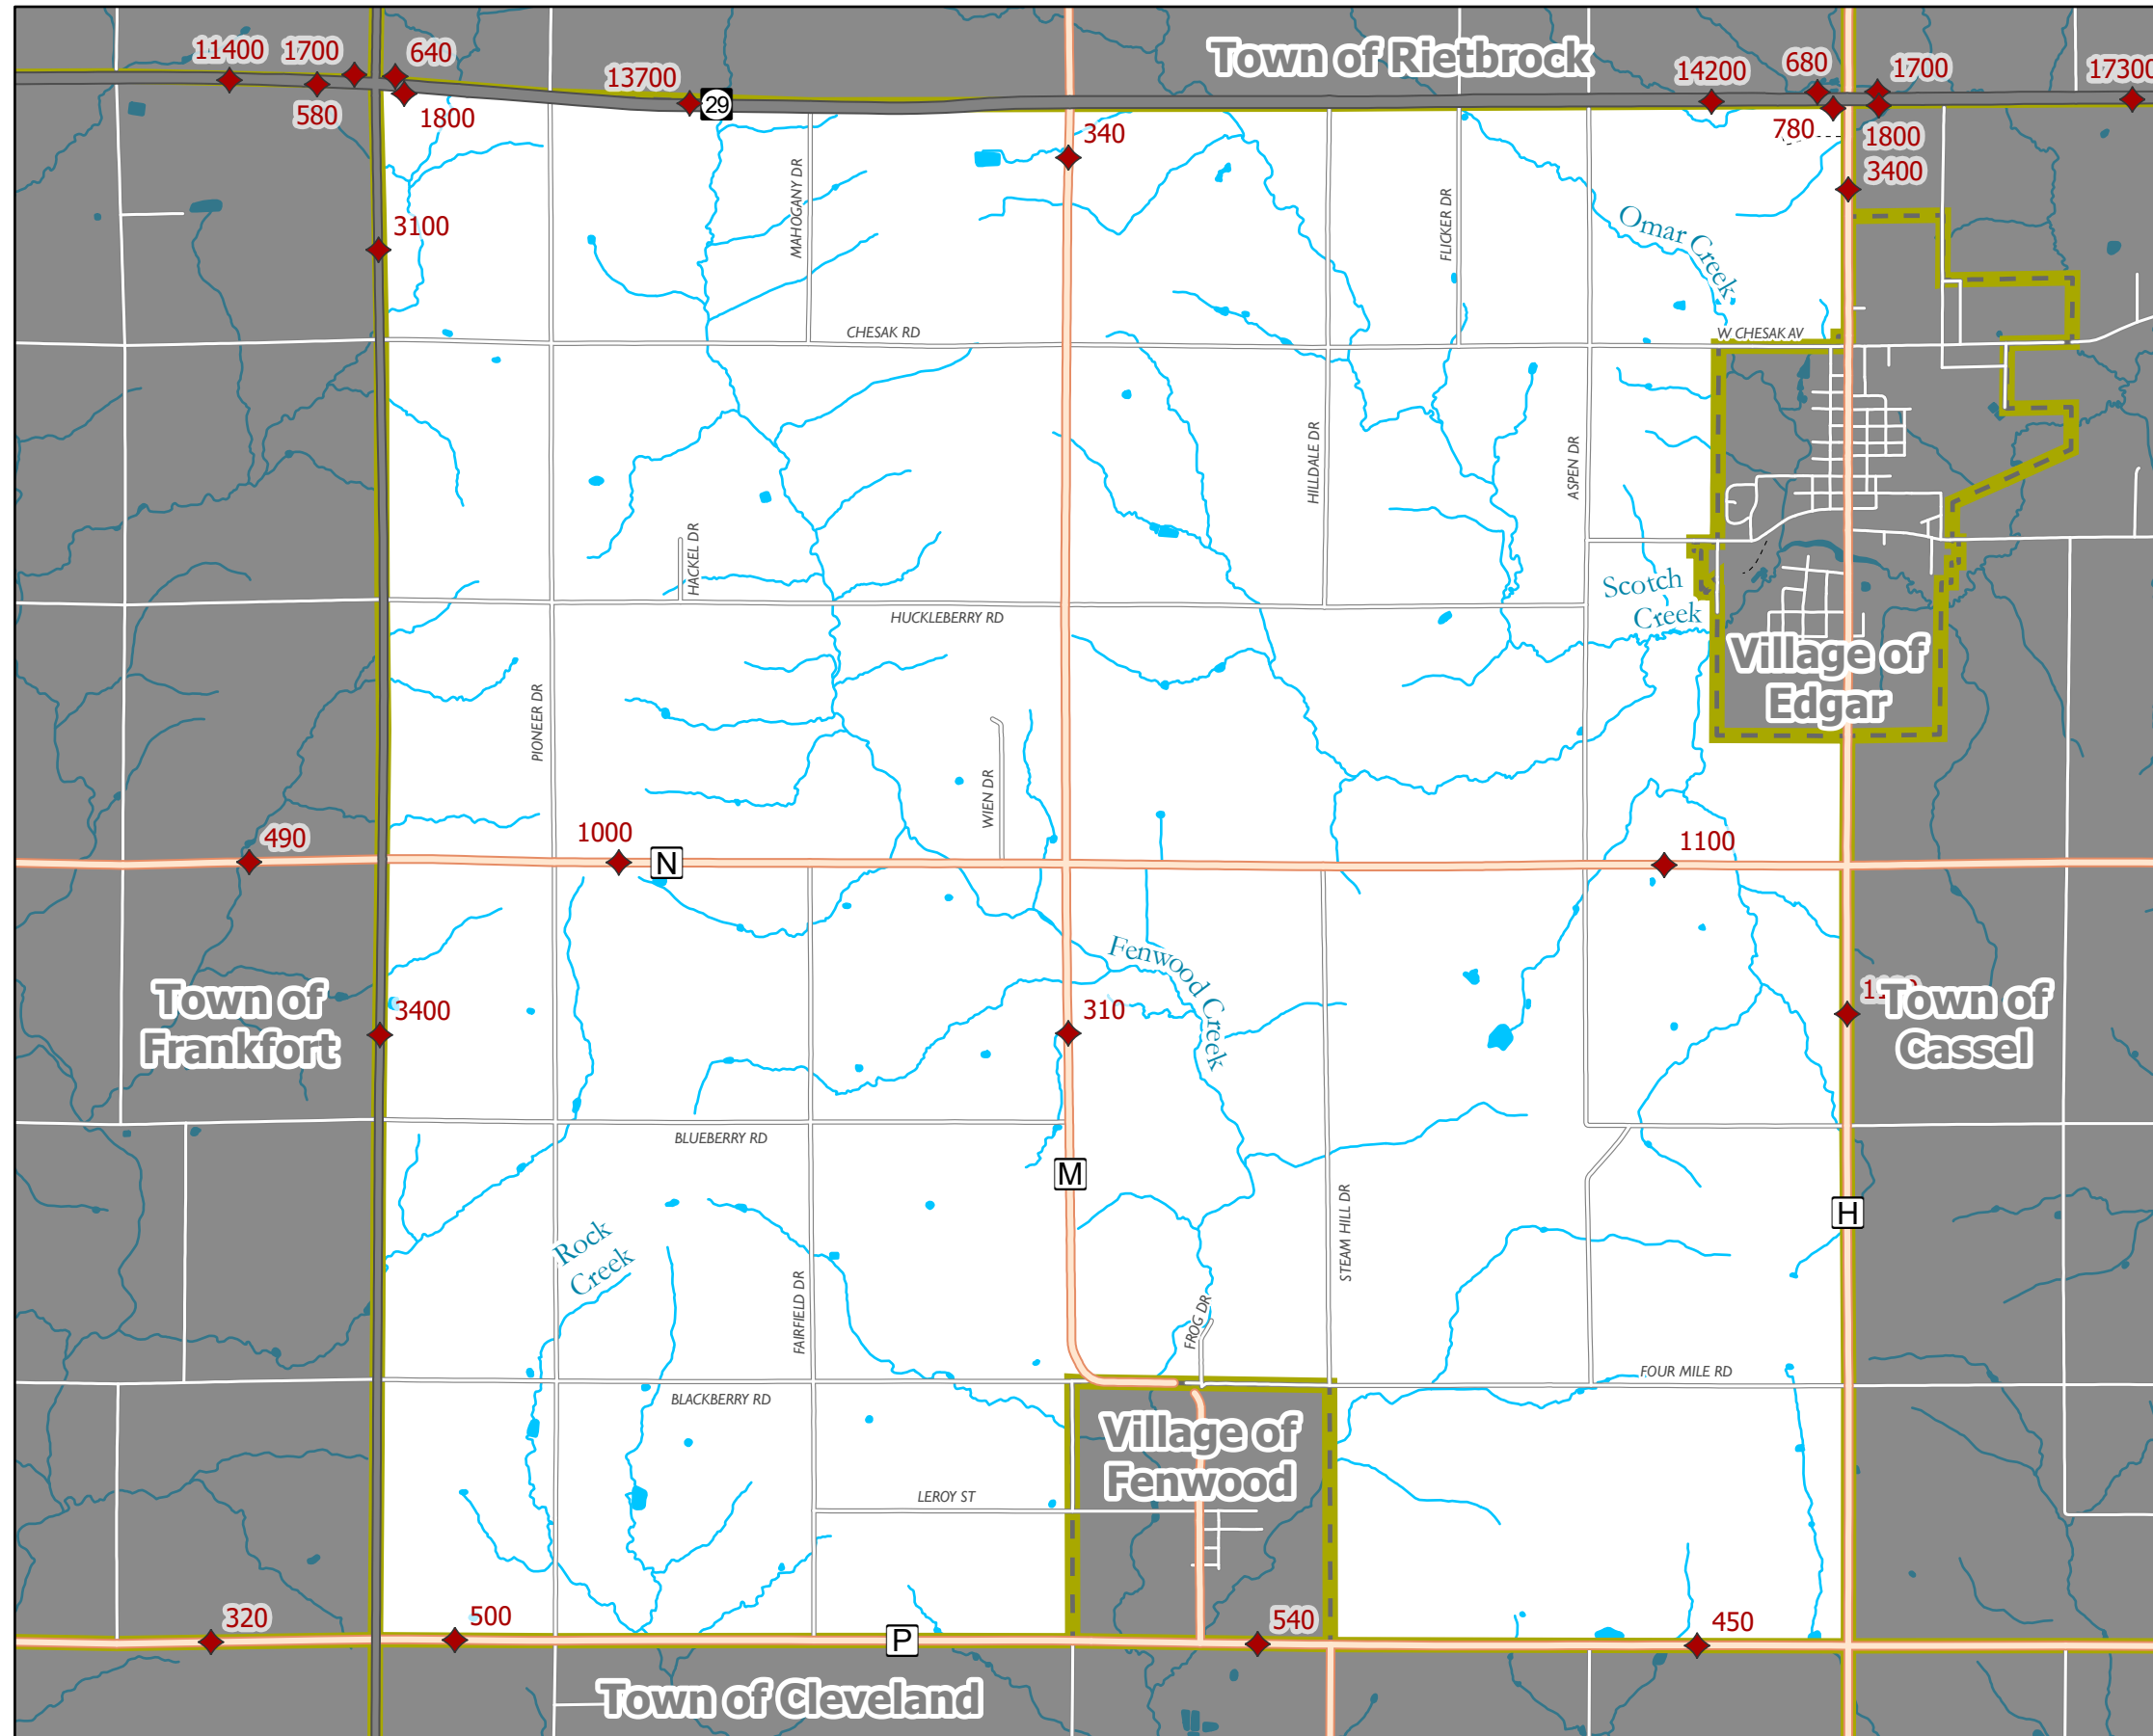 Town of Rietbrock
11400
1700
640
13700
14200
680
1700
17300
580
1800
29
340
780
1800
3400
3100
MAHOGANY DR
FLICKER DR
Omar Creek
CHESAK RD
W CHESAK AV
HILLDALE DR
ASPEN DR
HACKEL DR
HUCKLEBERRY RD
Scotch
Creek
Village of
Edgar
PIONEER DR
WIEN DR
490
1000
N
1100
Fenwood Creek
Town of
Frankfort
3400
310
Town of
Cassel
BLUEBERRY RD
M
H
STEAM HILL DR
Rock
Creek
FAIRFIELD DR
FROG DR
FOUR MILE RD
BLACKBERRY RD
Village of
Fenwood
LEROY ST
320
500
P
540
450
Town of Cleveland